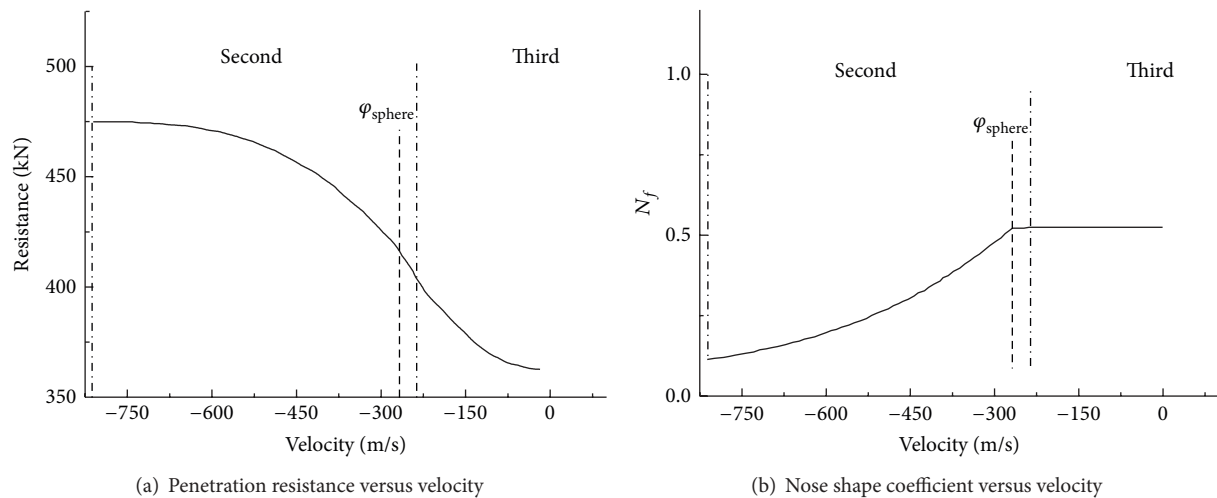 Second
Third
φsphere
500
450
400
350
Resistance (kN)
−750
−600
−450
−300
−150
0
Velocity (m/s)
(a) Penetration resistance versus velocity
Second
Third
φsphere
1.0
0.5
0.0
Nf
−750
−600
−450
−300
−150
0
Velocity (m/s)
(b) Nose shape coefficient versus velocity